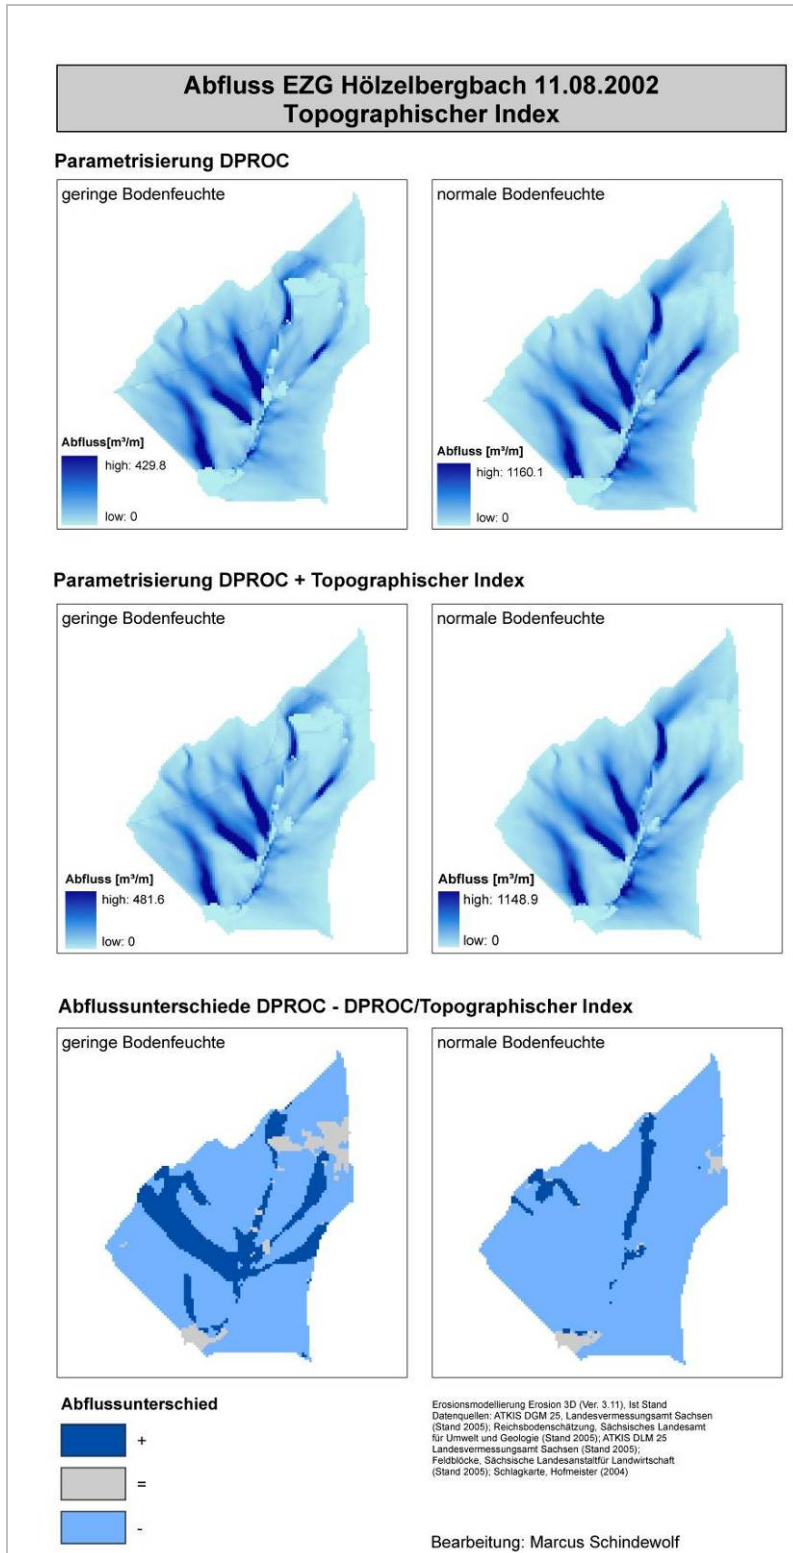 Abfluss EZG Hölzelbergbach 11.08.2002
Topographischer Index
Parametrisierung DPROC
geringe Bodenfeuchte
normale Bodenfeuchte
Abfluss[m³/m]
high: 429.8
low: 0
Abfluss [m³/m]
high: 1160.1
low: 0
Parametrisierung DPROC + Topographischer Index
geringe Bodenfeuchte
normale Bodenfeuchte
Abfluss [m³/m]
high: 481.6
low: 0
Abfluss [m³/m]
high: 1148.9
low: 0
Abflussunterschiede DPROC - DPROC/Topographischer Index
geringe Bodenfeuchte
normale Bodenfeuchte
Abflussunterschied
+
=
-
Erosionsmodellierung Erosion 3D (Ver. 3.11), Ist Stand
Datenquellen: ATKIS DGM 25, Landesvermessungsamt Sachsen
(Stand 2005); Reichsbodenschätzung, Sächsisches Landesamt
für Umwelt und Geologie (Stand 2005); ATKIS DLM 25
Landesvermessungsamt Sachsen (Stand 2005);
Feldblöcke, Sächsische Landesanstaltfür Landwirtschaft
(Stand 2005); Schlagkarte, Hofmeister (2004)
Bearbeitung: Marcus Schindewolf